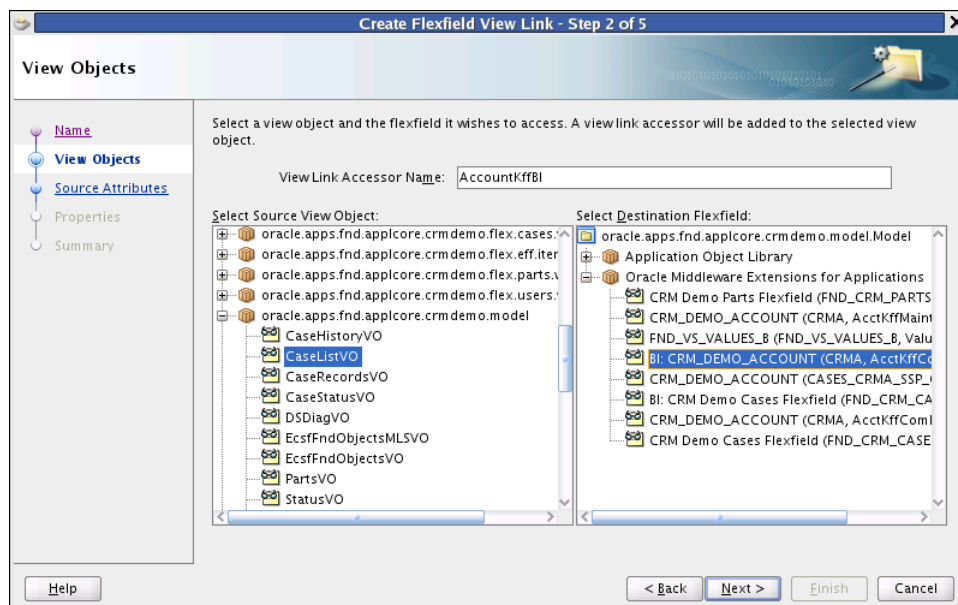 Create Flexfield View Link - Step 2 of 5
View Objects
Name
View Objects
Source Attributes
Properties
Summary
Select a view object and the flexfield it wishes to access. A view link accessor will be added to the selected view
object.
View Link Accessor Name: AccountKffBI
Select Source View Object:
oracle.apps.fnd.applcore.crmdemo.flex.cases.
oracle.apps.fnd.applcore.crmdemo.flex.eff.iter
oracle.apps.fnd.applcore.crmdemo.flex.parts.
oracle.apps.fnd.applcore.crmdemo.flex.users.
oracle.apps.fnd.applcore.crmdemo.model
CaseHistoryVO
CaseListVO
CaseRecordsVO
CaseStatusVO
DSDiagVO
EcsfFndObjectsMLSVO
EcsfFndObjectsVO
PartsVO
StatusVO
Select Destination Flexfield:
oracle.apps.fnd.applcore.crmdemo.model.Model
Application Object Library
Oracle Middleware Extensions for Applications
CRM Demo Parts Flexfield (FND_CRM_PARTS
CRM_DEMO_ACCOUNT (CRMA, AcctKffMaint
FND_VS_VALUES_B (FND_VS_VALUES_B, Valu
BI: CRM_DEMO_ACCOUNT (CRMA, AcctKffCo
CRM_DEMO_ACCOUNT (CASES_CRMA_SSP_
BI: CRM Demo Cases Flexfield (FND_CRM_CA
CRM_DEMO_ACCOUNT (CRMA, AcctKffComl
CRM Demo Cases Flexfield (FND_CRM_CASE
Help
< Back
Next >
Finish
Cancel